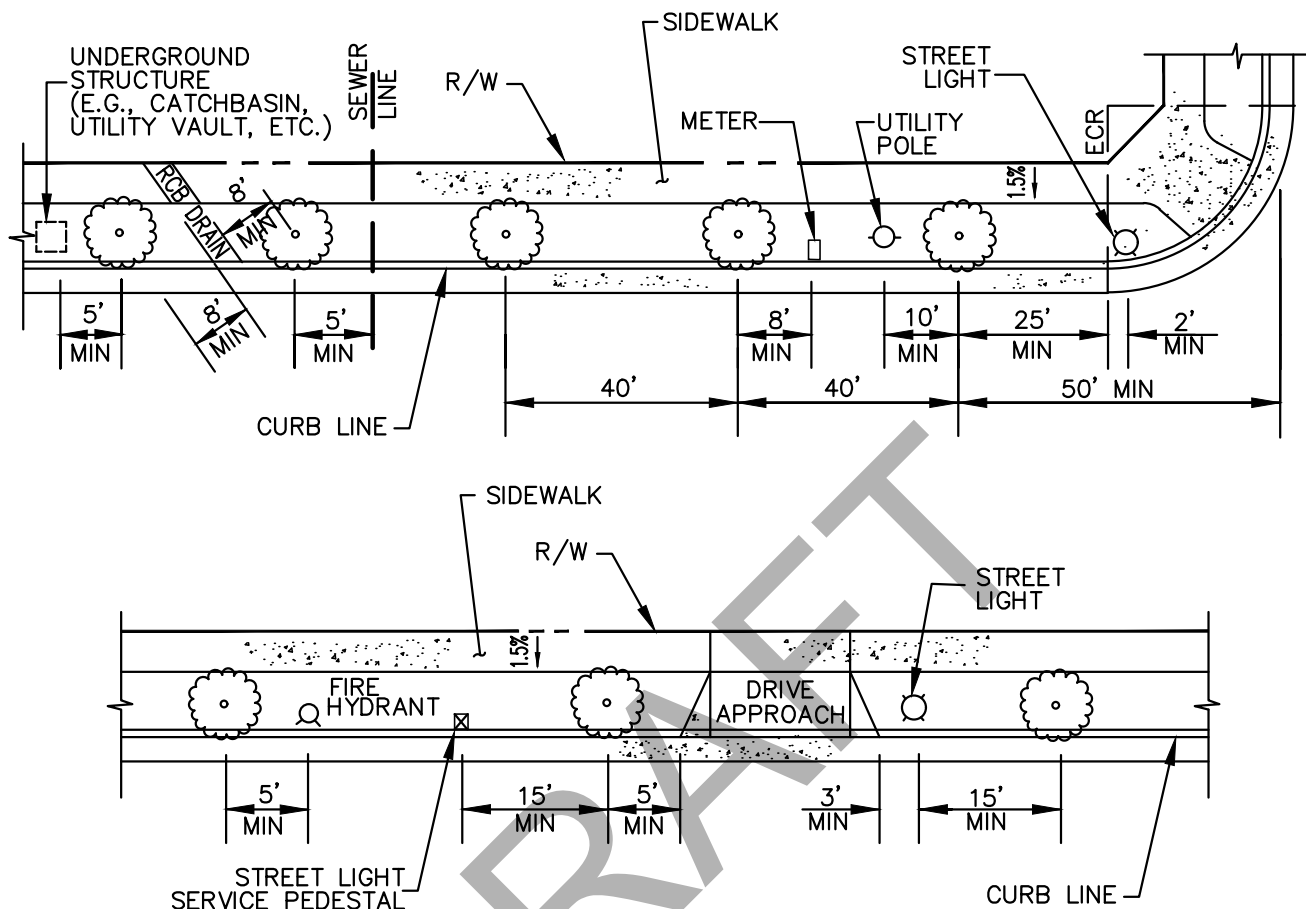 SIDEWALK
UNDERGROUND
STRUCTURE
(E.G., CATCHBASIN,
UTILITY VAULT, ETC.)
SEWER
LINE
R/W
STREET
LIGHT
METER
UTILITY
POLE
ECR
RCB DRAIN
8'
MIN
1.5%
8'
MIN
5'
MIN
5'
MIN
8'
MIN
10'
MIN
25'
MIN
2'
MIN
40'
40'
50' MIN
CURB LINE
SIDEWALK
R/W
STREET
LIGHT
1.5%
FIRE
HYDRANT
DRIVE
APPROACH
5'
MIN
15'
MIN
5'
MIN
3'
MIN
15'
MIN
STREET LIGHT
SERVICE PEDESTAL
CURB LINE
RAFT